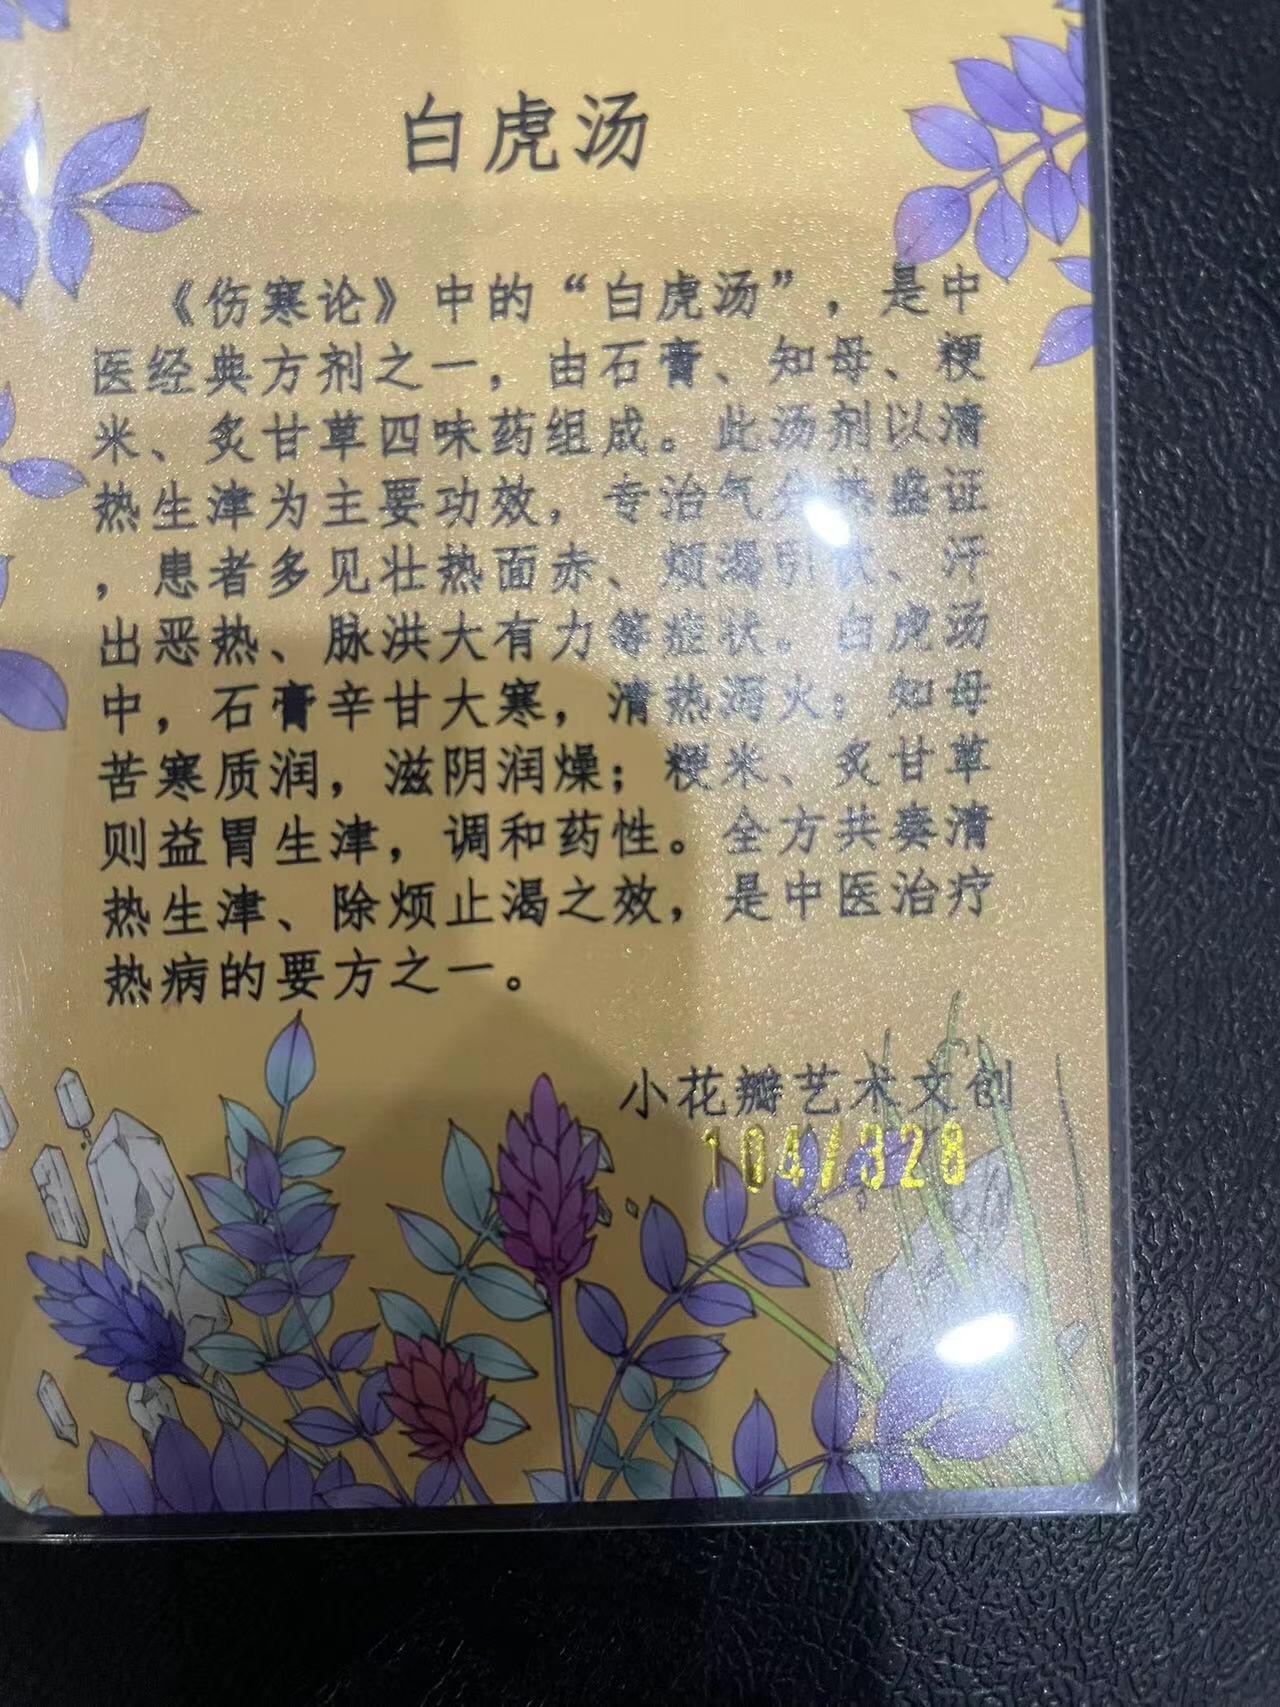 白虎汤
《伤寒论》中的“白虎汤”，是中
医经典方剂之一，由石膏、知母、粳
米、炙甘草四味药组成。此汤剂以清
热生津为主要功效，专治气分热盛证
，患者多见壮热面赤、烦渴引饮、汗
出恶热、脉洪大有力等症状。白虎汤
中，石膏辛甘大寒，清热泻火；知母
苦寒质润，滋阴润燥；粳米、炙甘草
则益胃生津，调和药性。全方共奏清
热生津、除烦止渴之效，是中医治疗
热病的要方之一。
小花瓣艺术文创
104/328